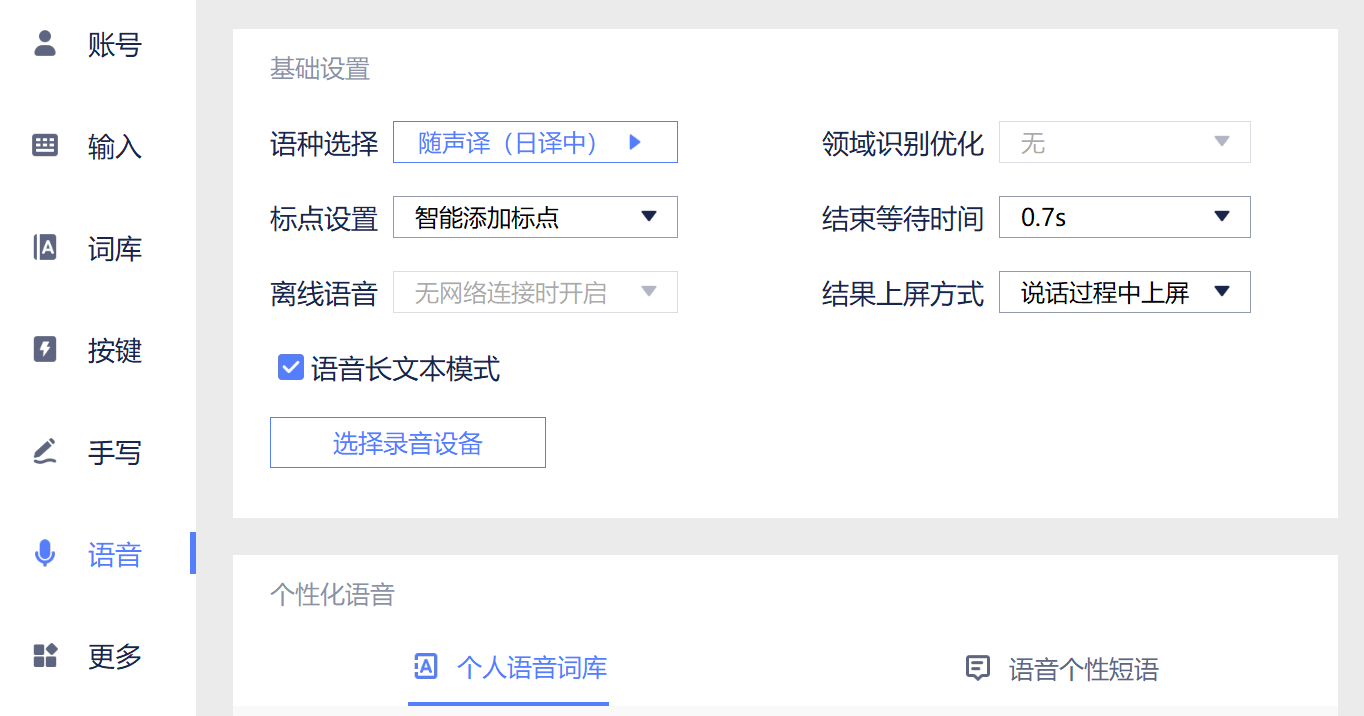 账号
输入
词库
按键
手写
语音
更多
基础设置
语种选择 随声译（日译中） 领域识别优化 无
标点设置 智能添加标点 结束等待时间 0.7s
离线语音 无网络连接时开启 结果上屏方式 说话过程中上屏
语音长文本模式
选择录音设备
个性化语音
个人语音词库 语音个性短语